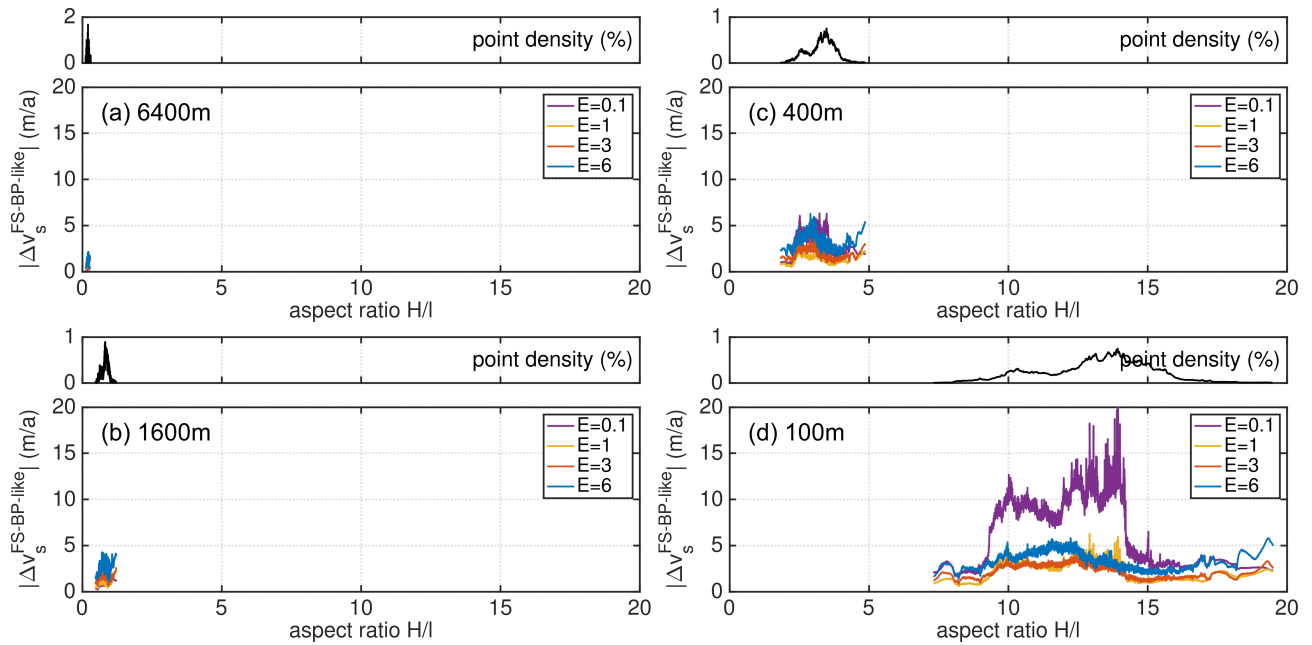 2
0
point density (%)
20
15
10
5
0
|Δv_s^FS-BP-like| (m/a)
(a) 6400m
E=0.1
E=1
E=3
E=6
0 5 10 15 20
aspect ratio H/l
1
0
point density (%)
20
15
10
5
0
|Δv_s^FS-BP-like| (m/a)
(c) 400m
E=0.1
E=1
E=3
E=6
0 5 10 15 20
aspect ratio H/l
1
0
point density (%)
20
15
10
5
0
|Δv_s^FS-BP-like| (m/a)
(b) 1600m
E=0.1
E=1
E=3
E=6
0 5 10 15 20
aspect ratio H/l
1
0
point density (%)
20
15
10
5
0
|Δv_s^FS-BP-like| (m/a)
(d) 100m
E=0.1
E=1
E=3
E=6
0 5 10 15 20
aspect ratio H/l